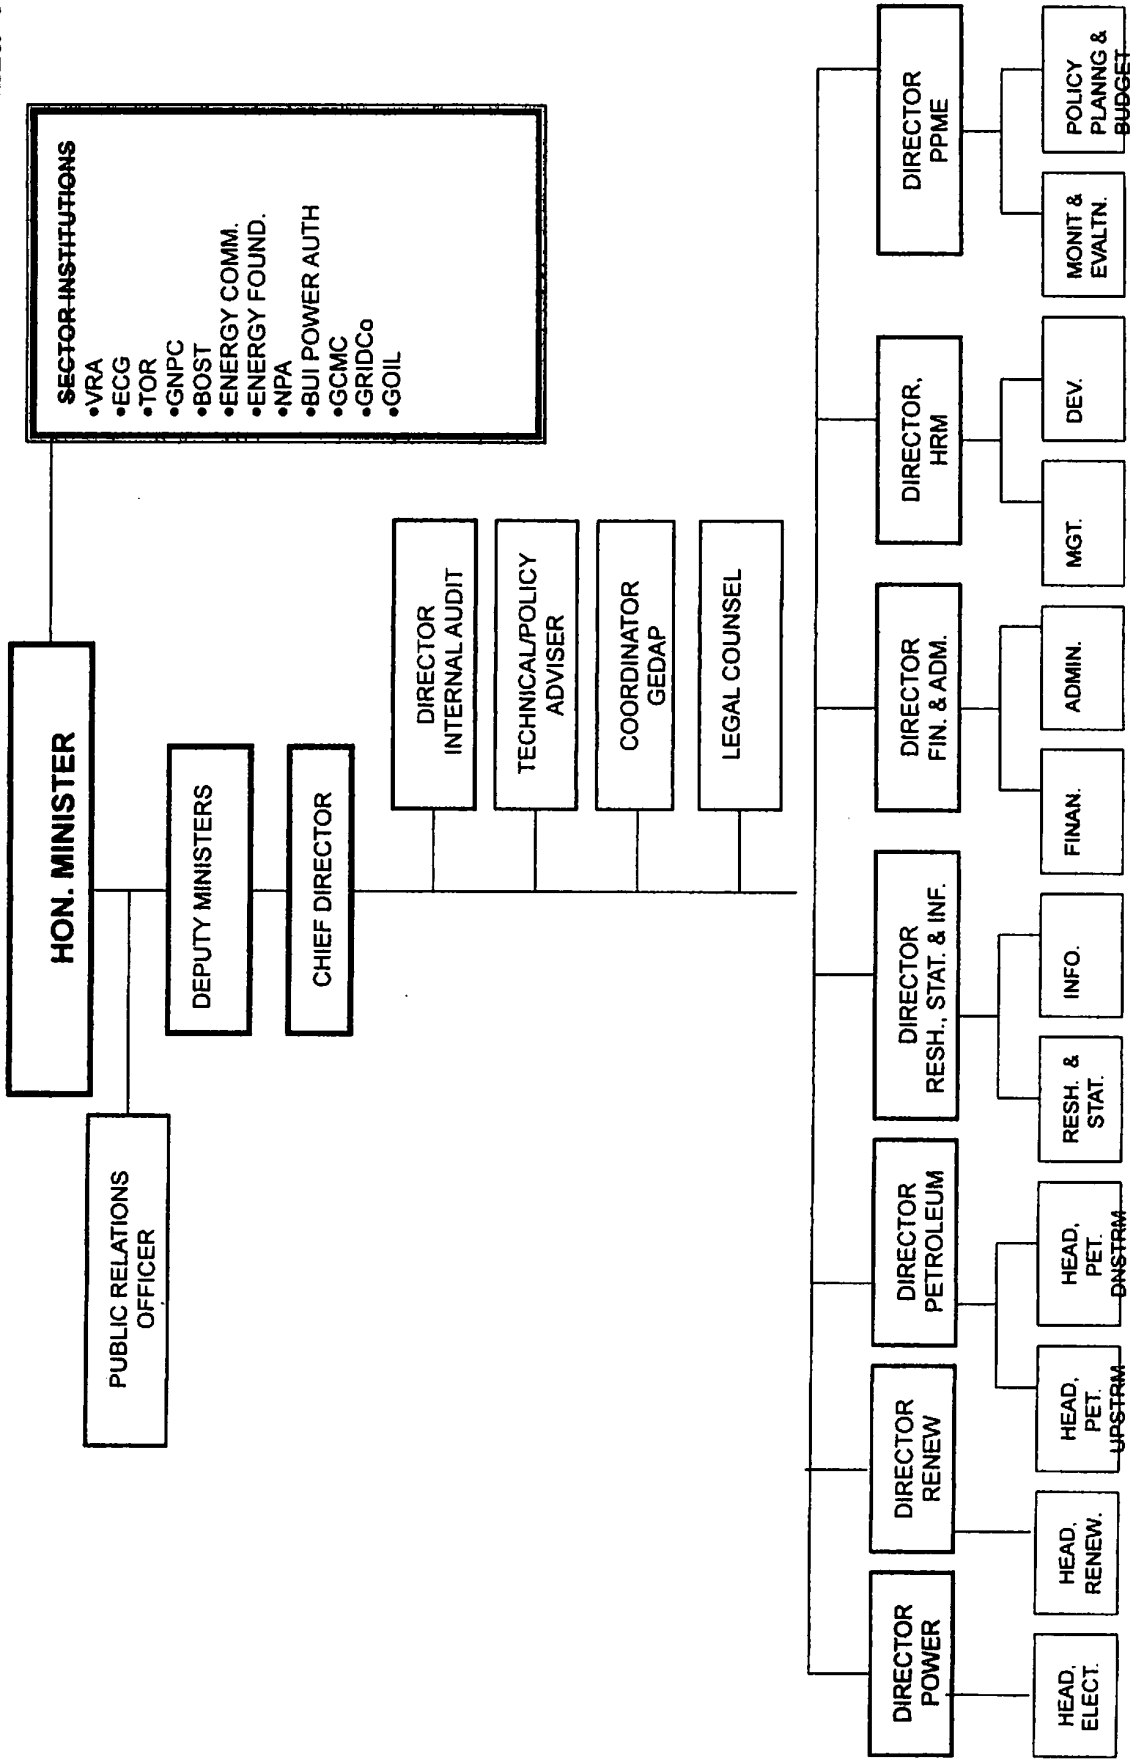 HON. MINISTER
SECTOR INSTITUTIONS
•VRA
•ECG
•TOR
•GNPC
•BOST
•ENERGY COMM.
•ENERGY FOUND.
•NPA
•BUI POWER AUTH
•GCMC
•GRIDCo
•GOIL
PUBLIC RELATIONS
OFFICER
DEPUTY MINISTERS
CHIEF DIRECTOR
DIRECTOR
INTERNAL AUDIT
TECHNICAL/POLICY
ADVISER
COORDINATOR
GEDAP
LEGAL COUNSEL
DIRECTOR
POWER
DIRECTOR
RENEW
DIRECTOR
PETROLEUM
DIRECTOR
RESH., STAT. & INF.
DIRECTOR
FIN. & ADM.
DIRECTOR,
HRM
DIRECTOR
PPME
HEAD,
ELECT.
HEAD,
RENEW.
HEAD,
PET.
UPSTRM
HEAD,
PET.
DNSTRM
RESH. &
STAT.
INFO.
FINAN.
ADMIN.
MGT.
DEV.
MONIT &
EVALTN.
POLICY
PLANNG &
BUDGET